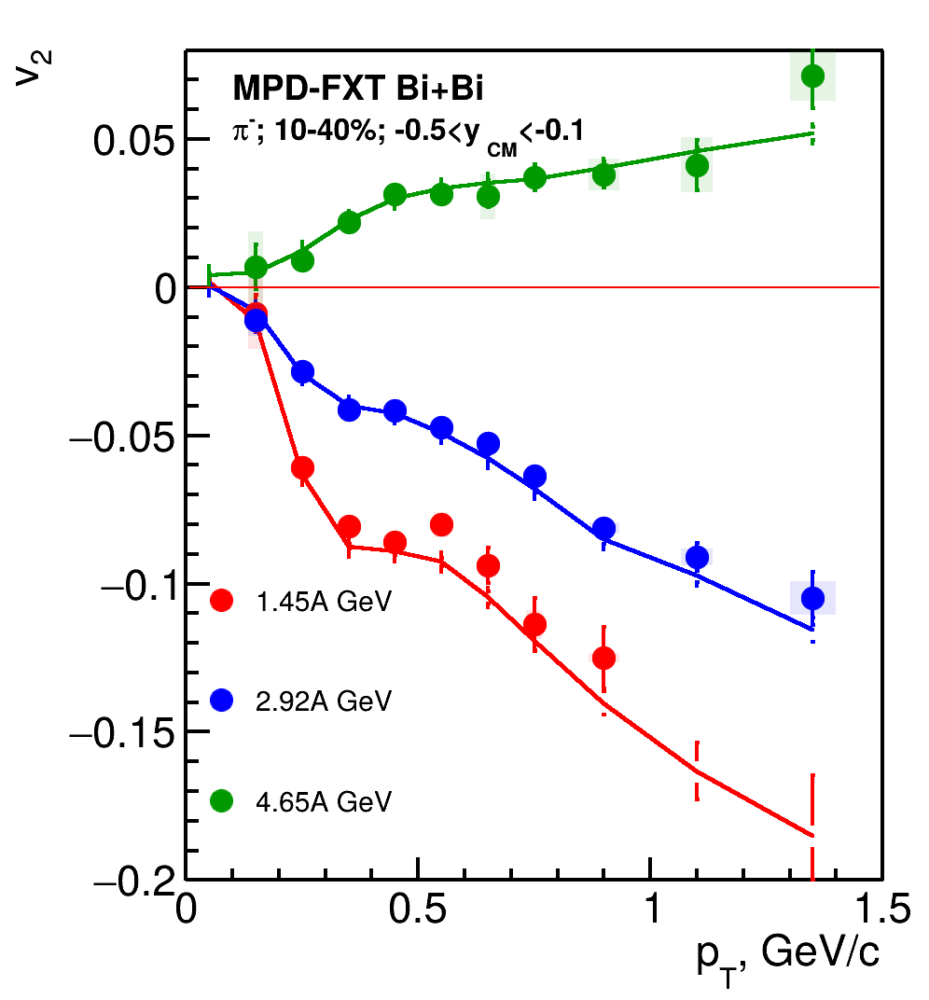 v2
MPD-FXT Bi+Bi
π-; 10-40%; -0.5<y CM<-0.1
0.05
0
−0.05
−0.1
−0.15
−0.2
1.45A GeV
2.92A GeV
4.65A GeV
0 0.5 1 1.5
pT, GeV/c